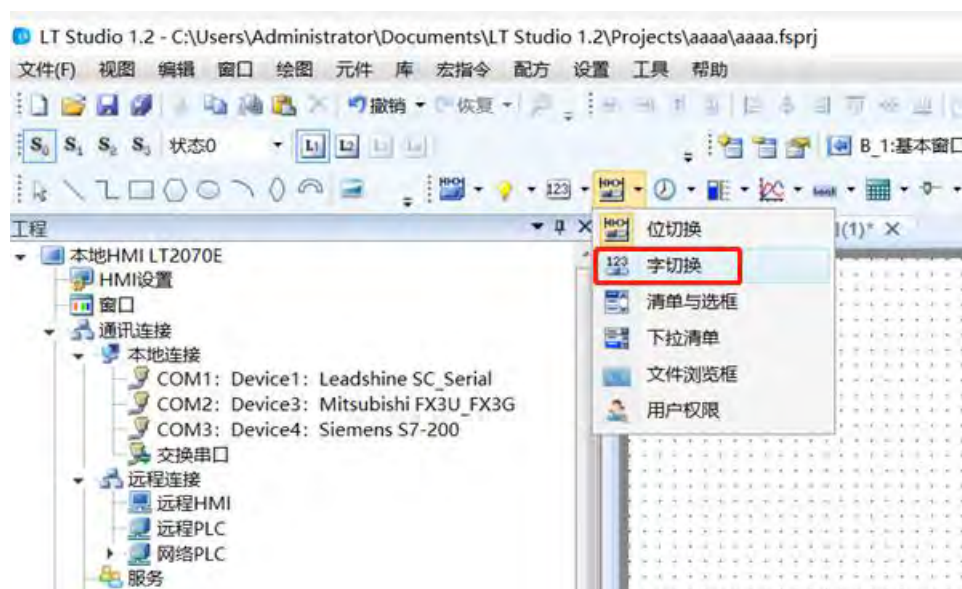 LT Studio 1.2 - C:\Users\Administrator\Documents\LT Studio 1.2\Projects\aaaa\aaaa.fsprj
文件(F) 视图 编辑 窗口 绘图 元件 库 宏指令 配方 设置 工具 帮助
撤销 恢复
S₀ S₁ S₂ S₃ 状态0 L1 L2 B_1:基本窗口
123
工程 l(1)* ×
位切换
本地HMI LT2070E
123 字切换
HMI设置
清单与选框
窗口
通讯连接
下拉清单
本地连接
COM1: Device1: Leadshine SC_Serial
文件浏览框
COM2: Device3: Mitsubishi FX3U_FX3G
用户权限
COM3: Device4: Siemens S7-200
交换串口
远程连接
远程HMI
远程PLC
网络PLC
服务